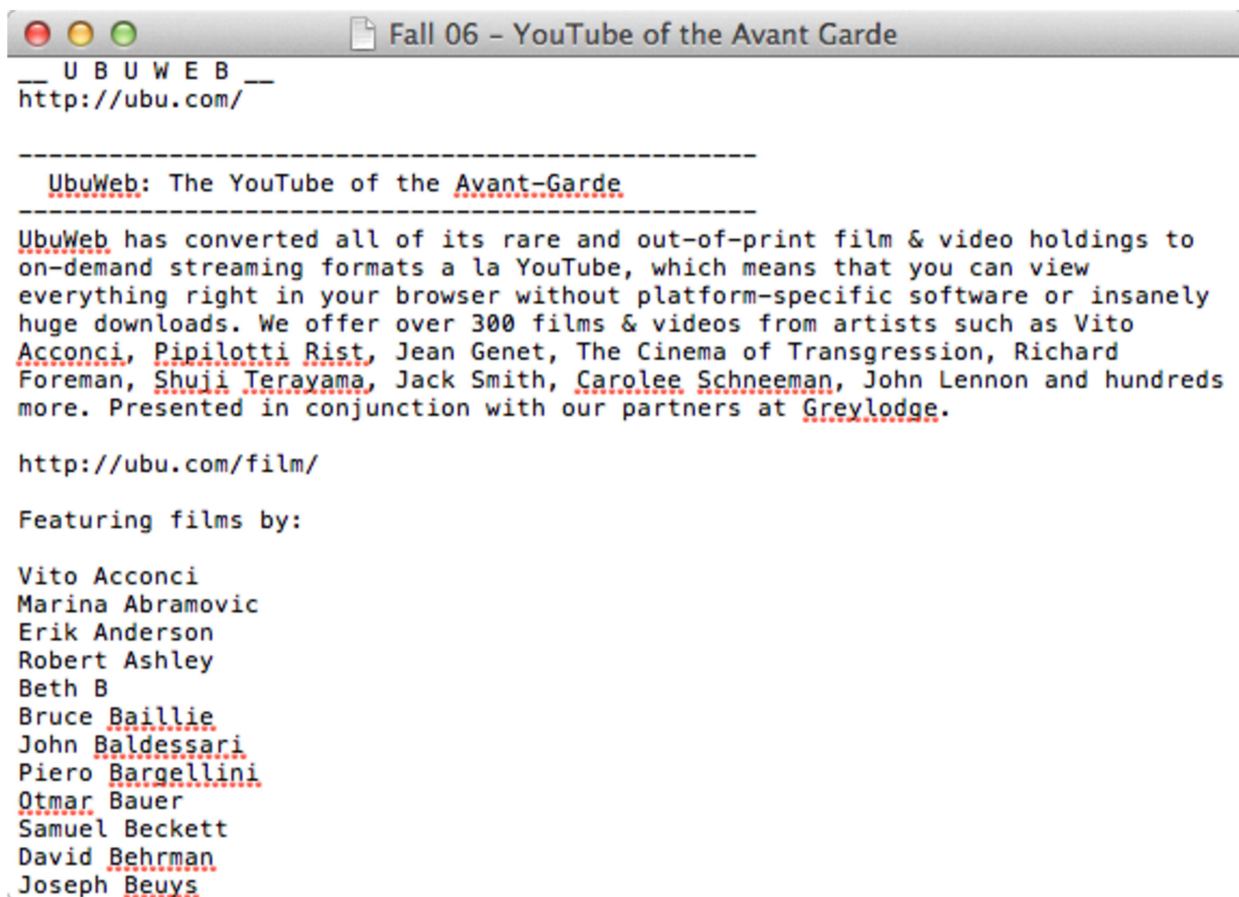 Fall 06 – YouTube of the Avant Garde
__ U B U W E B __
http://ubu.com/
-------------------------------------------------
UbuWeb: The YouTube of the Avant-Garde
-------------------------------------------------
UbuWeb has converted all of its rare and out-of-print film & video holdings to
on-demand streaming formats a la YouTube, which means that you can view
everything right in your browser without platform-specific software or insanely
huge downloads. We offer over 300 films & videos from artists such as Vito
Acconci, Pipilotti Rist, Jean Genet, The Cinema of Transgression, Richard
Foreman, Shuji Terayama, Jack Smith, Carolee Schneeman, John Lennon and hundreds
more. Presented in conjunction with our partners at Greylodge.
http://ubu.com/film/
Featuring films by:
Vito Acconci
Marina Abramovic
Erik Anderson
Robert Ashley
Beth B
Bruce Baillie
John Baldessari
Piero Bargellini
Otmar Bauer
Samuel Beckett
David Behrman
Joseph Beuys